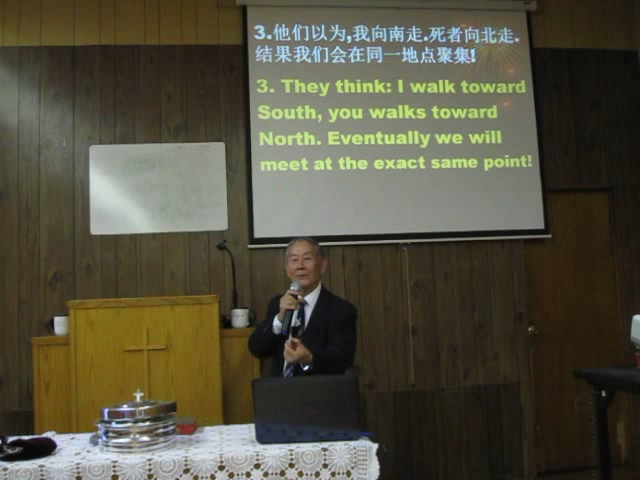 3.他们以为,我向南走.死者向北走.
结果我们会在同一地点聚集!
3. They think: I walk toward
South, you walks toward
North. Eventually we will
meet at the exact same point!